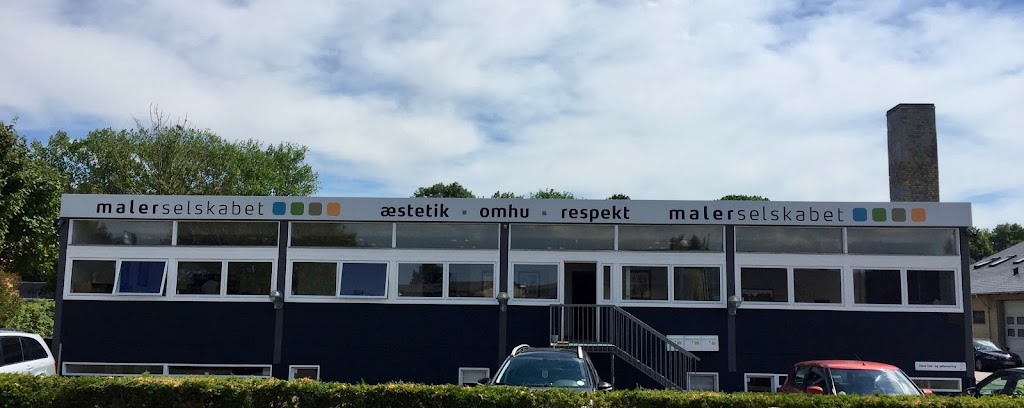 malerselskabet æstetik ▪ omhu ▪ respekt malerselskabet